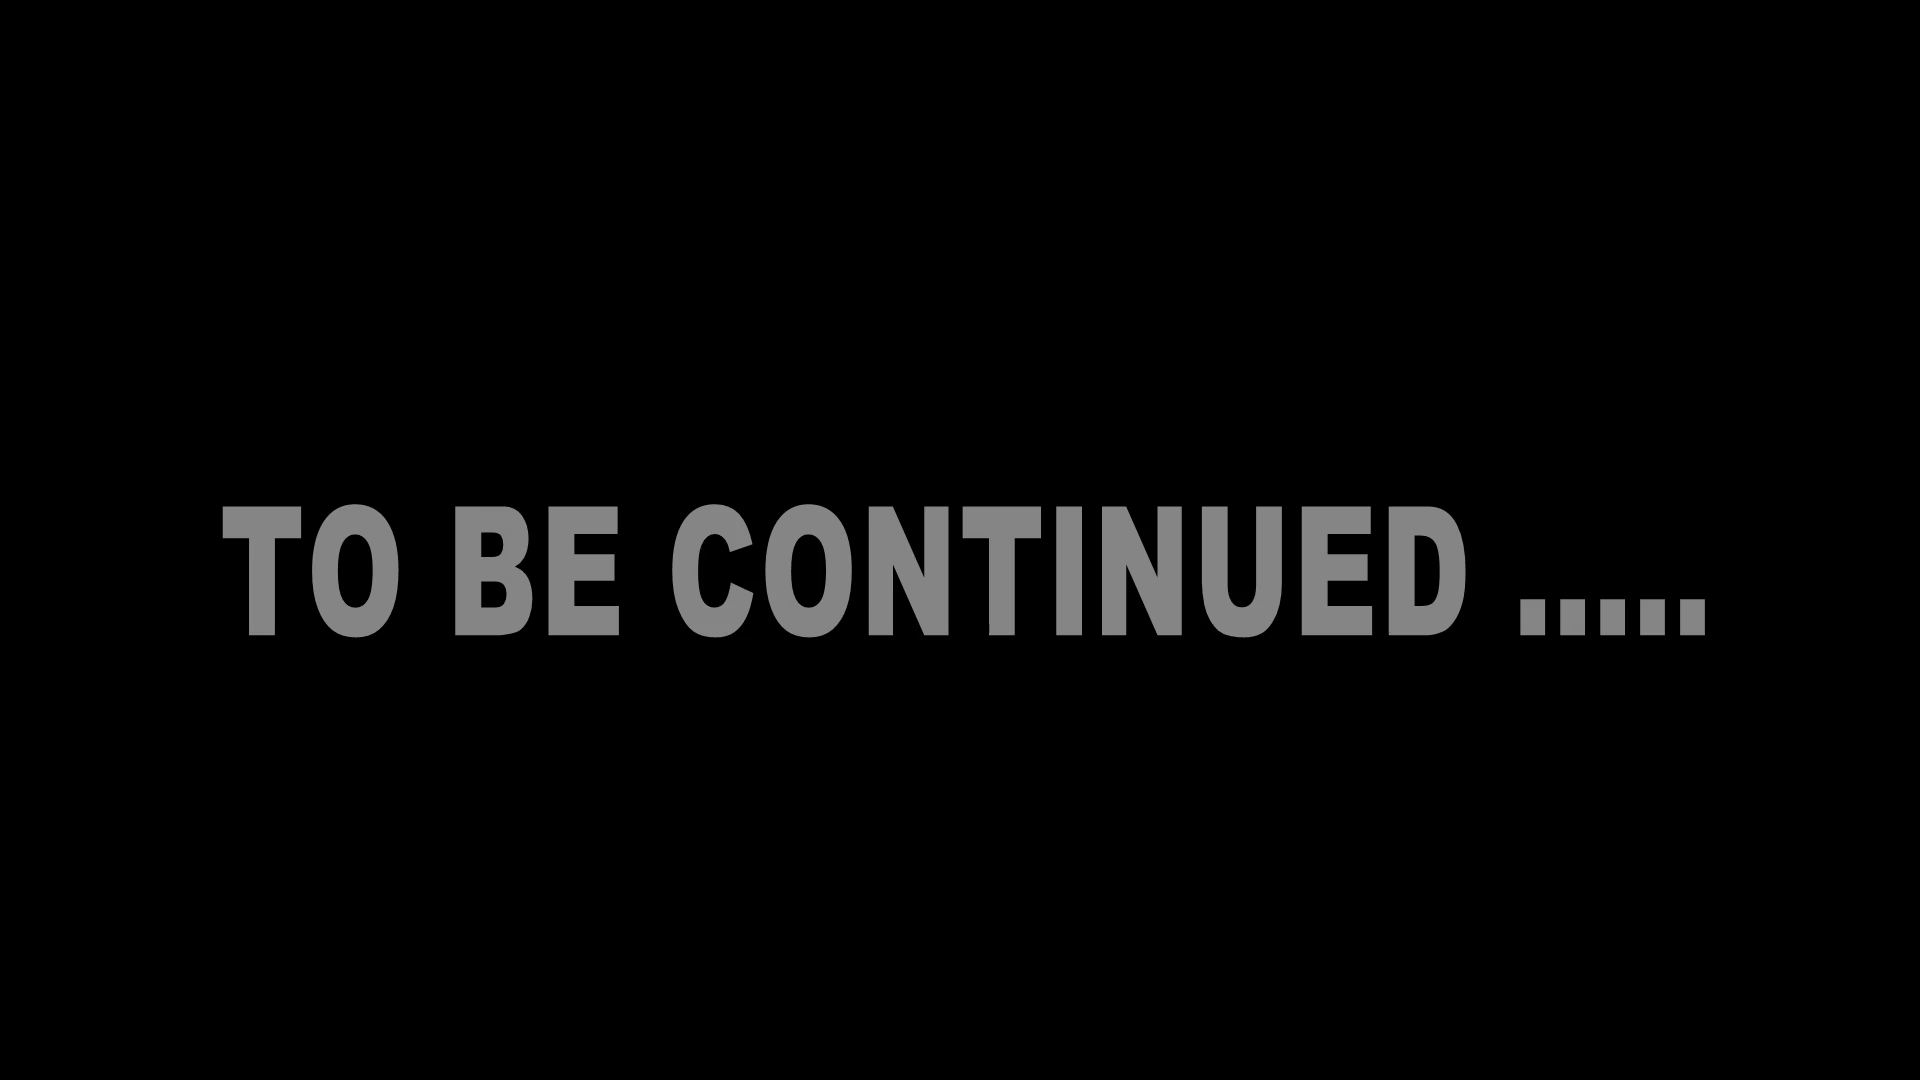 TO BE CONTINUED .....